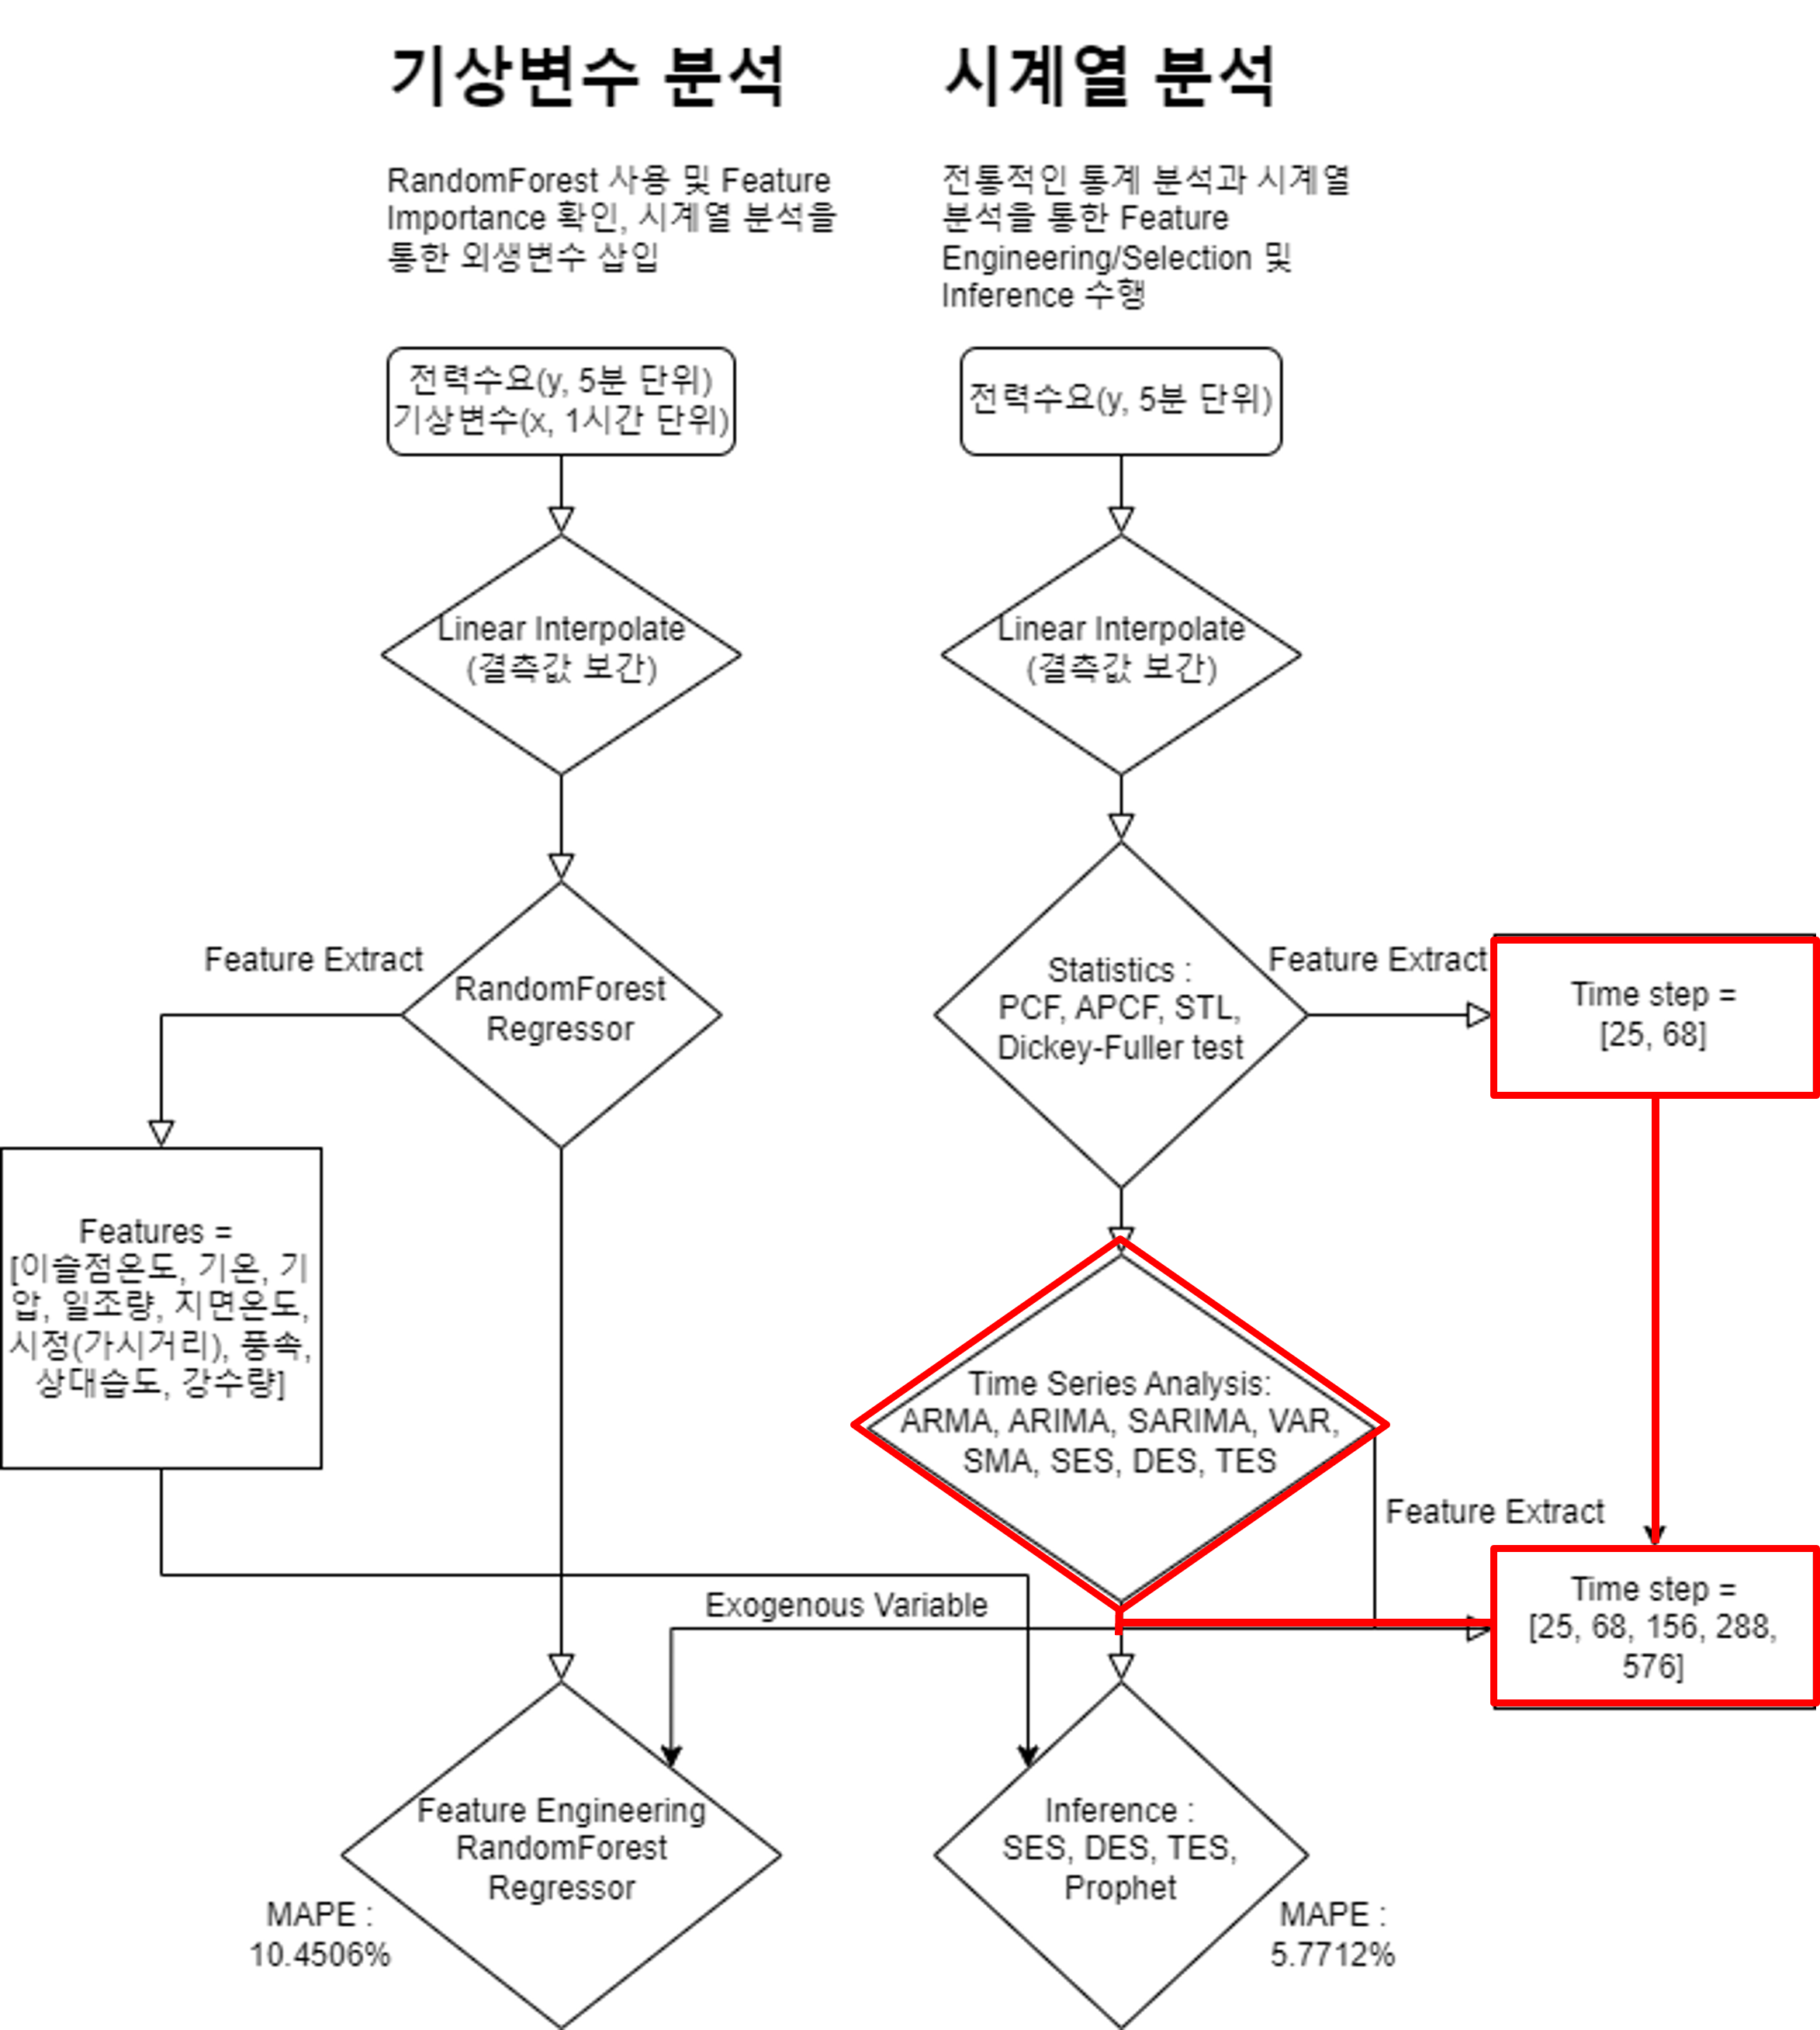 기상변수 분석
RandomForest 사용 및 Feature
Importance 확인, 시계열 분석을
통한 외생변수 삽입
전력수요(y, 5분 단위)
기상변수(x, 1시간 단위)
Linear Interpolate
(결측값 보간)
Feature Extract
RandomForest
Regressor
Features =
[이슬점온도, 기온, 기
압, 일조량, 지면온도,
시정(가시거리), 풍속,
상대습도, 강수량]
Exogenous Variable
Feature Engineering
RandomForest
Regressor
MAPE :
10.4506%
시계열 분석
전통적인 통계 분석과 시계열
분석을 통한 Feature
Engineering/Selection 및
Inference 수행
전력수요(y, 5분 단위)
Linear Interpolate
(결측값 보간)
Statistics :
PCF, APCF, STL,
Dickey-Fuller test
Feature Extract
Time step =
[25, 68]
Time Series Analysis:
ARMA, ARIMA, SARIMA, VAR,
SMA, SES, DES, TES
Feature Extract
Time step =
[25, 68, 156, 288,
576]
Inference :
SES, DES, TES,
Prophet
MAPE :
5.7712%